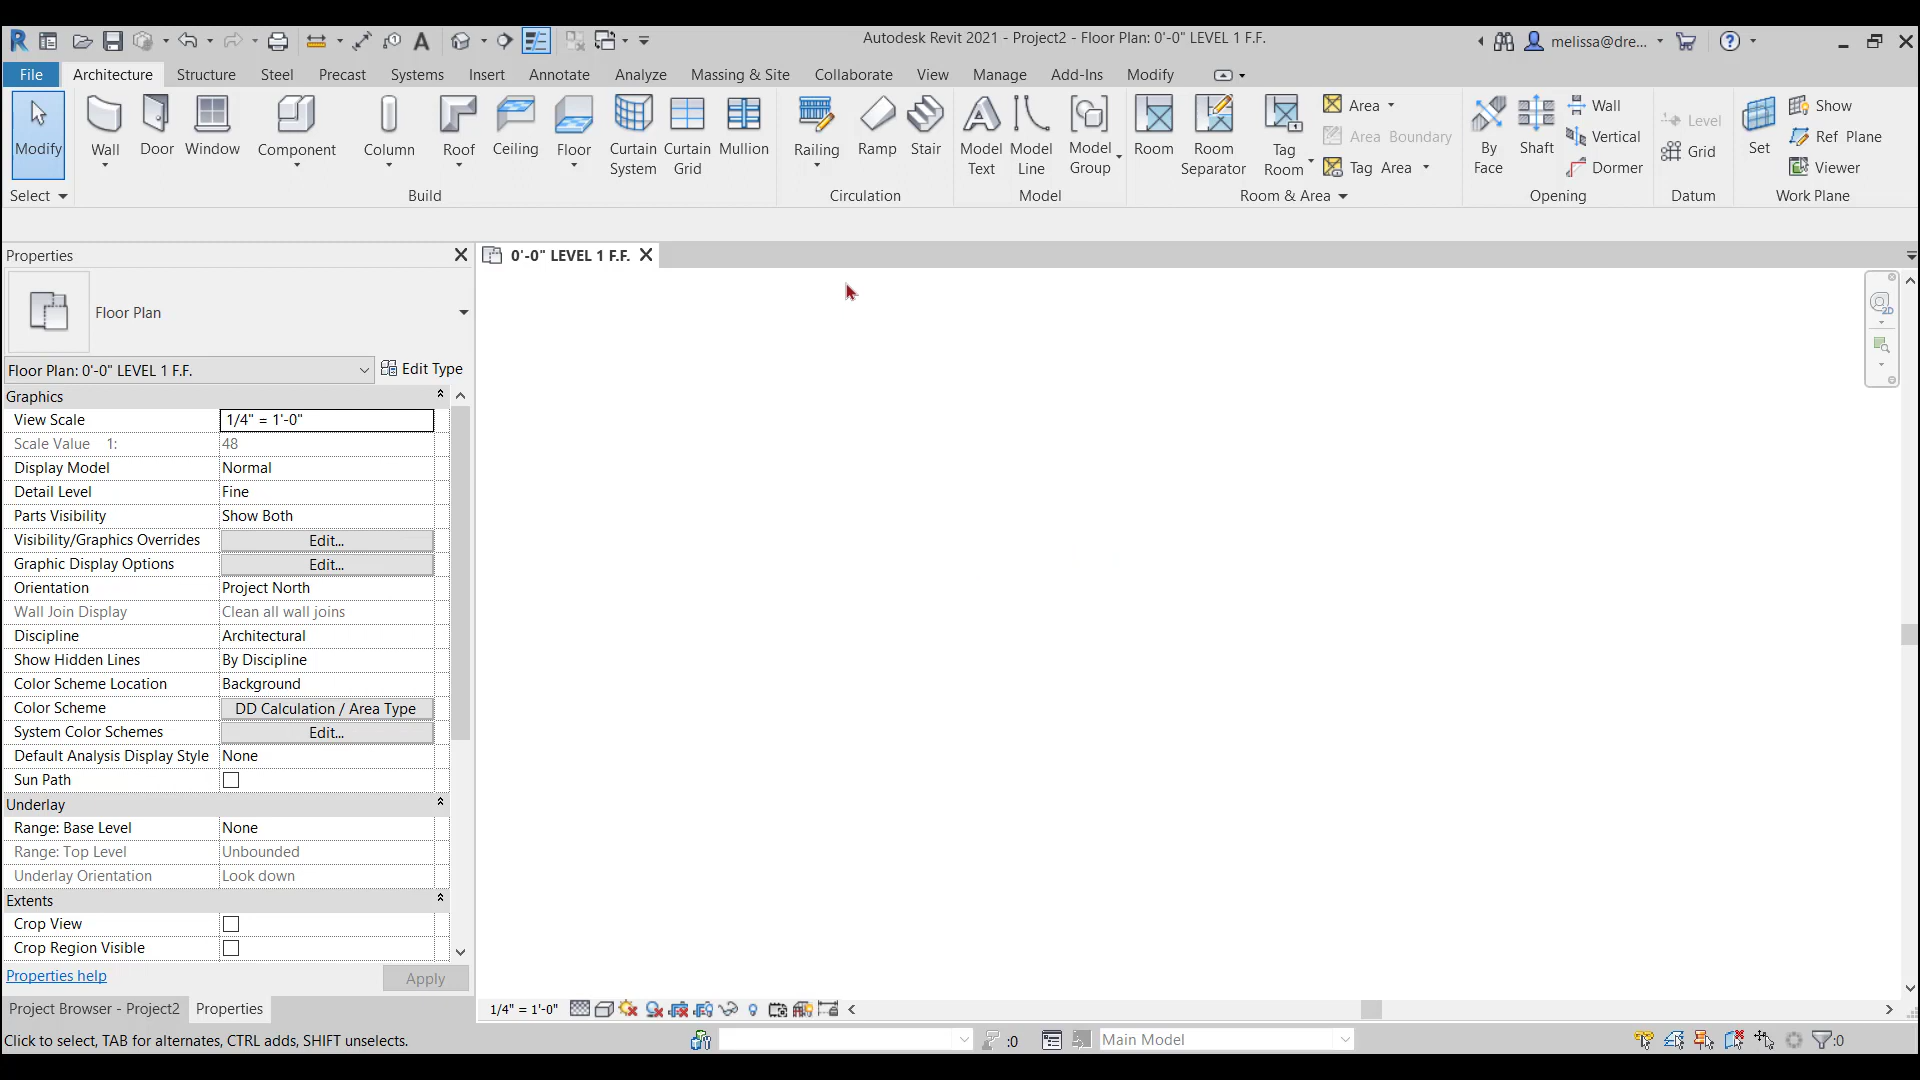 Autodesk Revit 2021 - Project2 - Floor Plan: 0'-0" LEVEL 1 F.F.
melissa@dre...
File Architecture Structure Steel Precast Systems Insert Annotate Analyze Massing & Site Collaborate View Manage Add-Ins Modify
Modify
Wall
Door
Window
Component
Column
Roof
Ceiling
Floor
Curtain System
Curtain Grid
Mullion
Railing
Ramp
Stair
Model Text
Model Line
Model Group
Room
Room Separator
Tag Room
Area
Area Boundary
Tag Area
By Face
Shaft
Wall
Vertical
Dormer
Level
Grid
Set
Show
Ref Plane
Viewer
Select
Build
Circulation
Model
Room & Area
Opening
Datum
Work Plane
Properties
0'-0" LEVEL 1 F.F.
2D
Floor Plan
Floor Plan: 0'-0" LEVEL 1 F.F.
Edit Type
Graphics
View Scale 1/4" = 1'-0"
Scale Value 1: 48
Display Model Normal
Detail Level Fine
Parts Visibility Show Both
Visibility/Graphics Overrides Edit...
Graphic Display Options Edit...
Orientation Project North
Wall Join Display Clean all wall joins
Discipline Architectural
Show Hidden Lines By Discipline
Color Scheme Location Background
Color Scheme DD Calculation / Area Type
System Color Schemes Edit...
Default Analysis Display Style None
Sun Path
Underlay
Range: Base Level None
Range: Top Level Unbounded
Underlay Orientation Look down
Extents
Crop View
Crop Region Visible
Properties help
Apply
Project Browser - Project2 Properties
1/4" = 1'-0"
Click to select, TAB for alternates, CTRL adds, SHIFT unselects.
:0
Main Model
:0